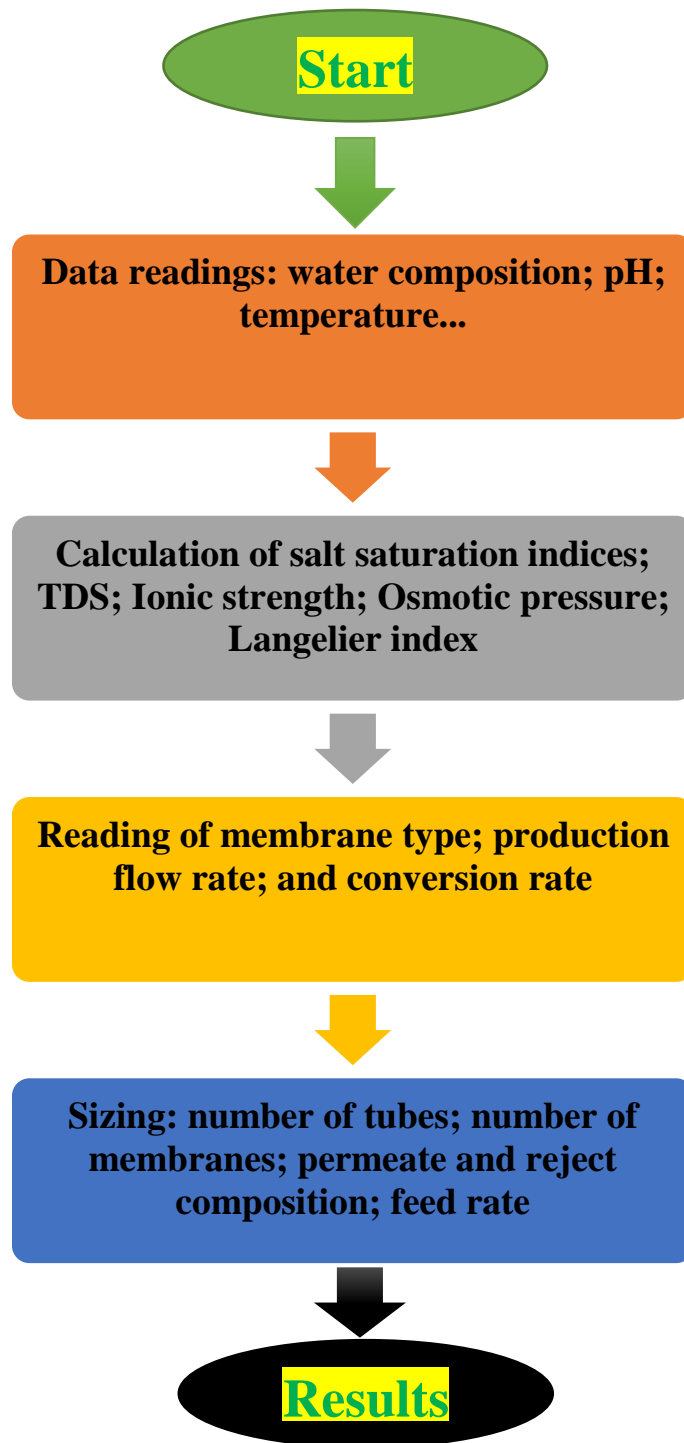 Start
Data readings: water composition; pH;
temperature...
Calculation of salt saturation indices;
TDS; Ionic strength; Osmotic pressure;
Langelier index
Reading of membrane type; production
flow rate; and conversion rate
Sizing: number of tubes; number of
membranes; permeate and reject
composition; feed rate
Results